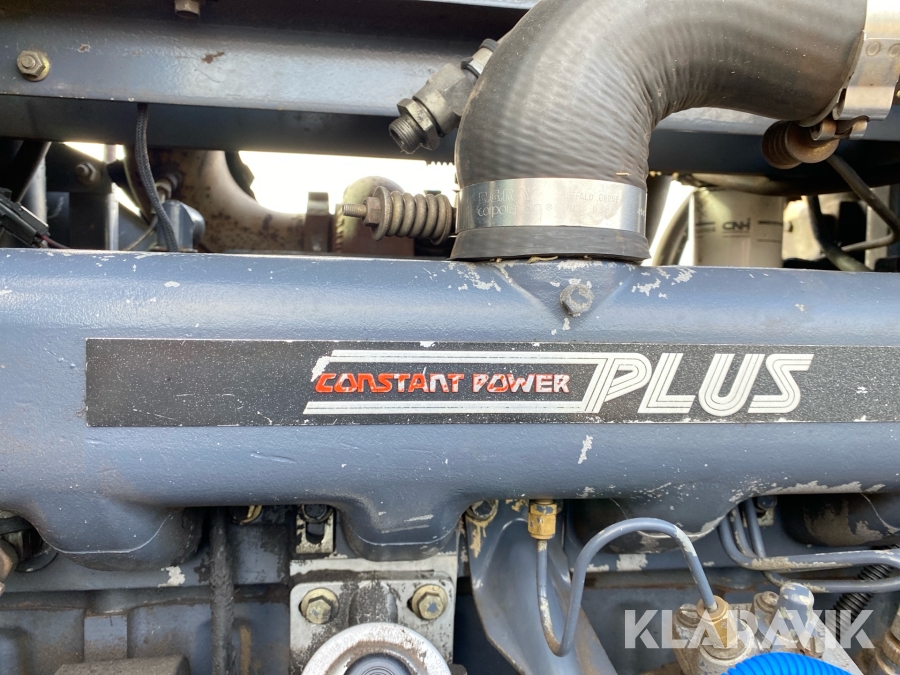 CNH
CONSTANT POWER PLUS
KLARAVIK